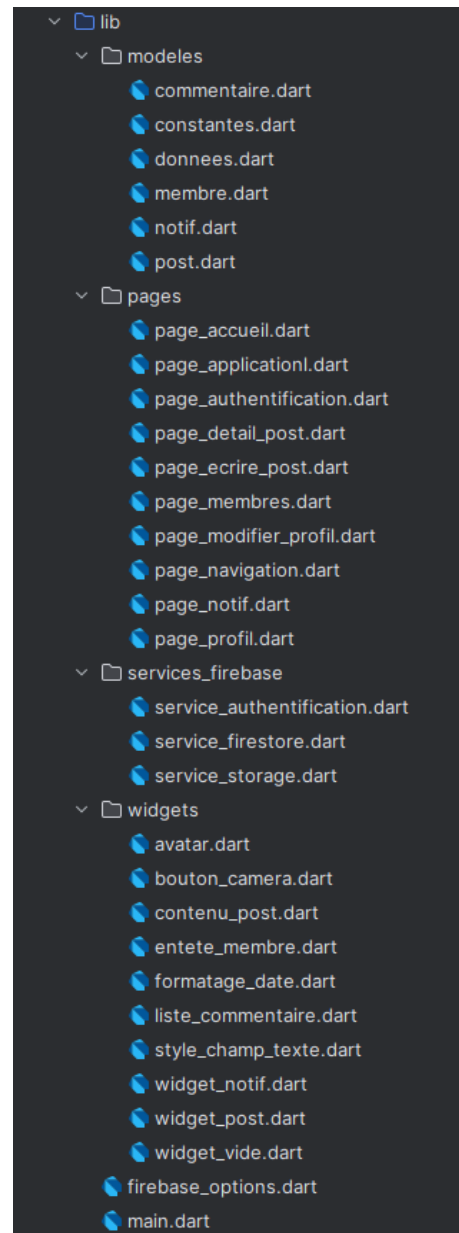 lib
modeles
commentaire.dart
constantes.dart
donnees.dart
membre.dart
notif.dart
post.dart
pages
page_accueil.dart
page_applicationl.dart
page_authentification.dart
page_detail_post.dart
page_ecrire_post.dart
page_membres.dart
page_modifier_profil.dart
page_navigation.dart
page_notif.dart
page_profil.dart
services_firebase
service_authentification.dart
service_firestore.dart
service_storage.dart
widgets
avatar.dart
bouton_camera.dart
contenu_post.dart
entete_membre.dart
formatage_date.dart
liste_commentaire.dart
style_champ_texte.dart
widget_notif.dart
widget_post.dart
widget_vide.dart
firebase_options.dart
main.dart